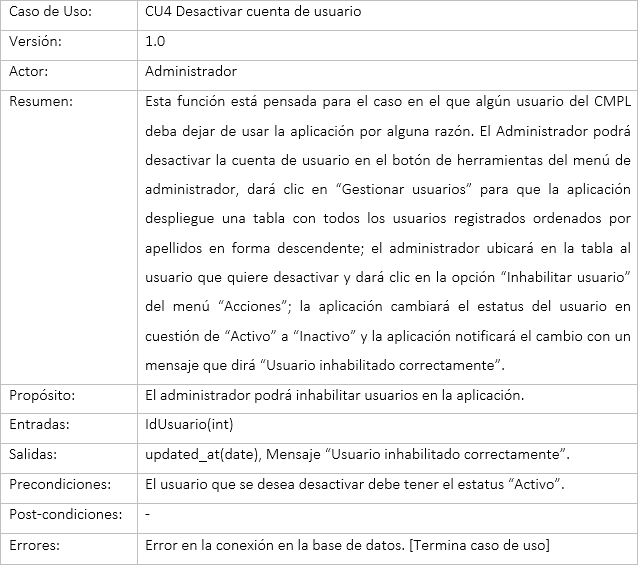 Caso de Uso: CU4 Desactivar cuenta de usuario
Versión: 1.0
Actor: Administrador
Resumen: Esta función está pensada para el caso en el que algún usuario del CMPL
deba dejar de usar la aplicación por alguna razón. El Administrador podrá
desactivar la cuenta de usuario en el botón de herramientas del menú de
administrador, dará clic en “Gestionar usuarios” para que la aplicación
despliegue una tabla con todos los usuarios registrados ordenados por
apellidos en forma descendente; el administrador ubicará en la tabla al
usuario que quiere desactivar y dará clic en la opción “Inhabilitar usuario”
del menú “Acciones”; la aplicación cambiará el estatus del usuario en
cuestión de “Activo” a “Inactivo” y la aplicación notificará el cambio con un
mensaje que dirá “Usuario inhabilitado correctamente”.
Propósito: El administrador podrá inhabilitar usuarios en la aplicación.
Entradas: IdUsuario(int)
Salidas: updated_at(date), Mensaje “Usuario inhabilitado correctamente”.
Precondiciones: El usuario que se desea desactivar debe tener el estatus “Activo”.
Post-condiciones: -
Errores: Error en la conexión en la base de datos. [Termina caso de uso]